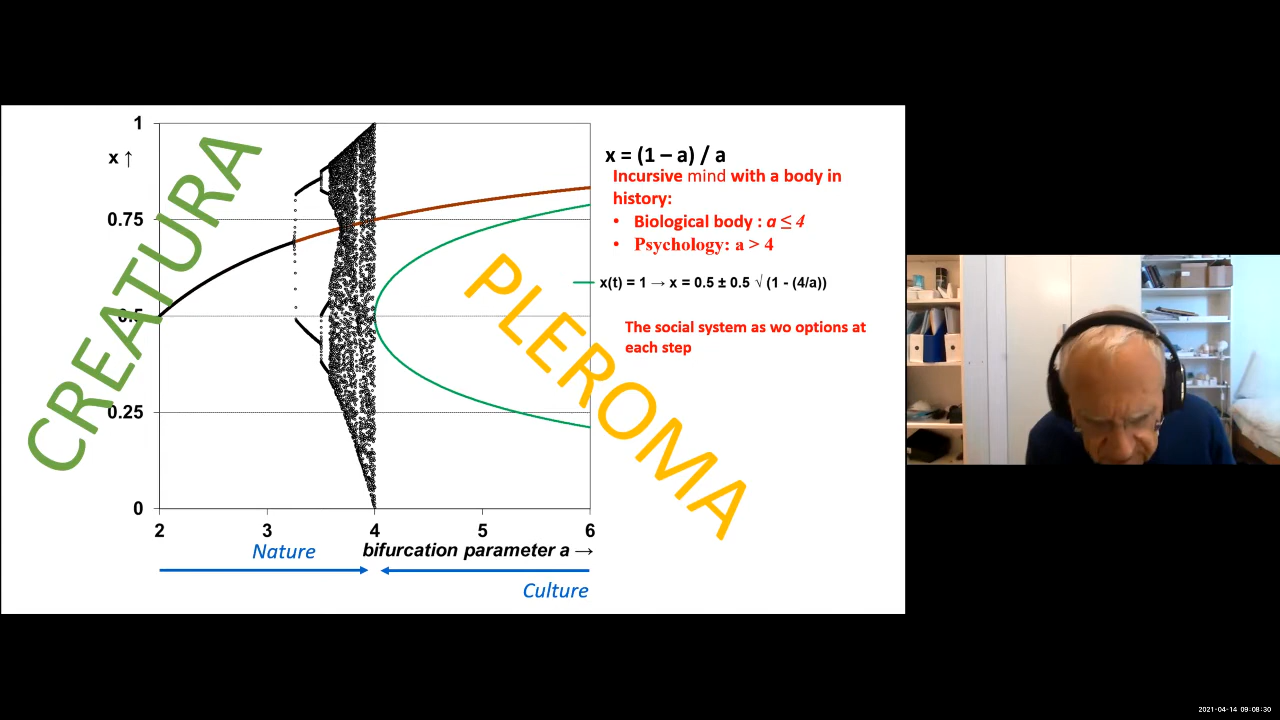 CREATURA
PLEROMA
x ↑
1
0.75
0.5
0.25
0
2 3 4 5 6
bifurcation parameter a →
Nature
Culture
x = (1 – a) / a
Incursive mind with a body in
history:
• Biological body : a ≤ 4
• Psychology: a > 4
x(t) = 1 → x = 0.5 ± 0.5 √ (1 - (4/a))
The social system as wo options at
each step
2021-04-14 09:08:30